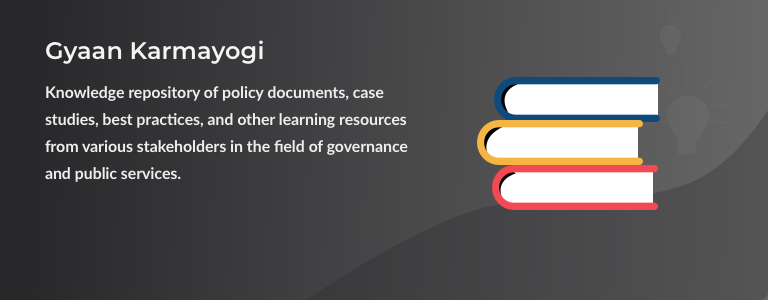 Gyaan Karmayogi
Knowledge repository of policy documents, case
studies, best practices, and other learning resources
from various stakeholders in the field of governance
and public services.